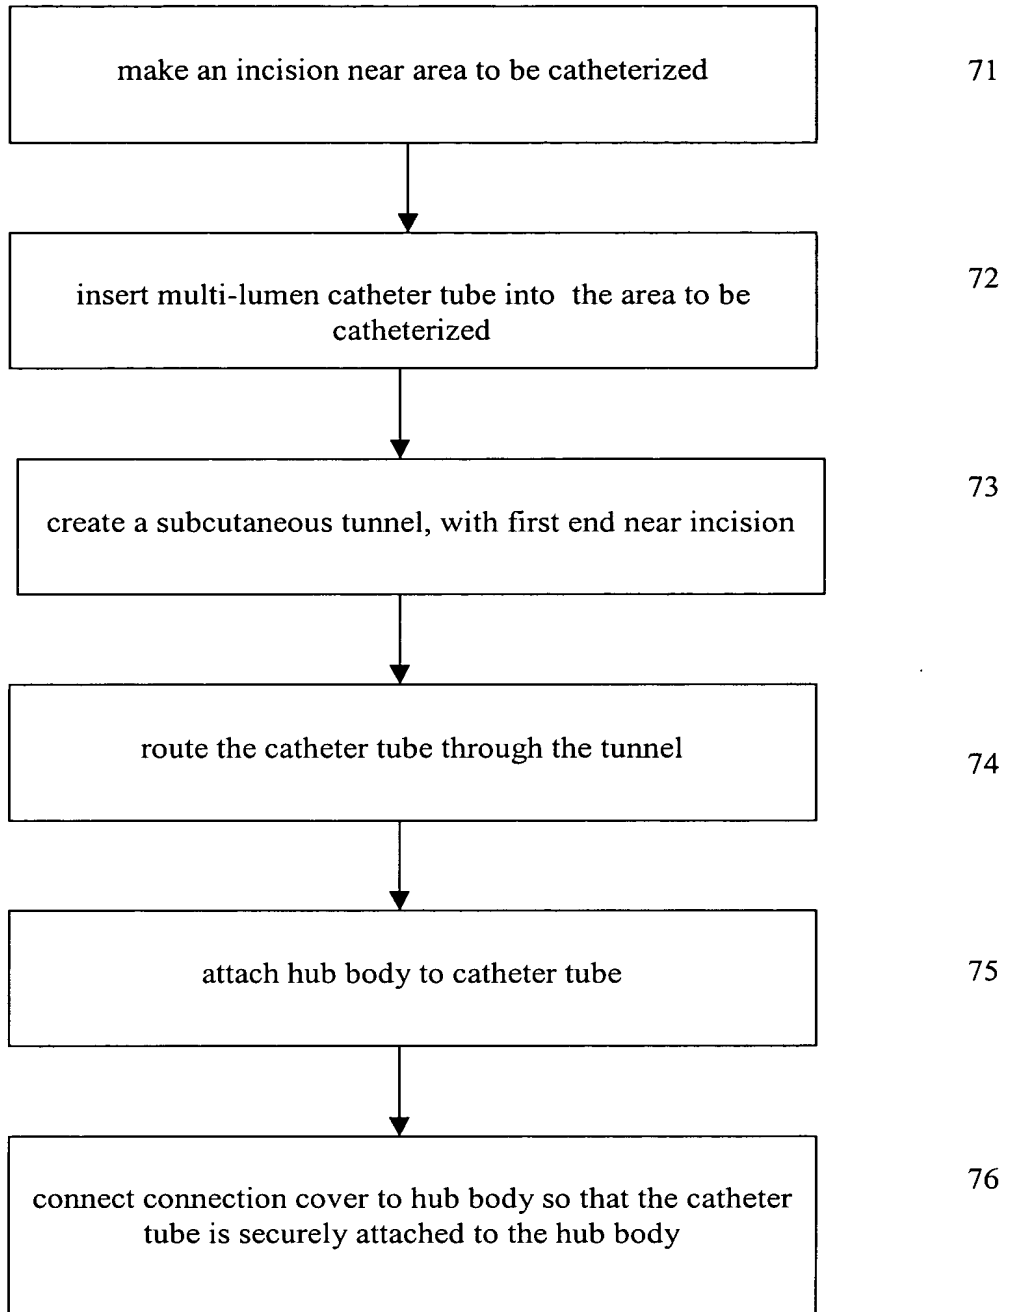 make an incision near area to be catheterized
71
insert multi-lumen catheter tube into the area to be
catheterized
72
create a subcutaneous tunnel, with first end near incision
73
route the catheter tube through the tunnel
74
attach hub body to catheter tube
75
connect connection cover to hub body so that the catheter
tube is securely attached to the hub body
76